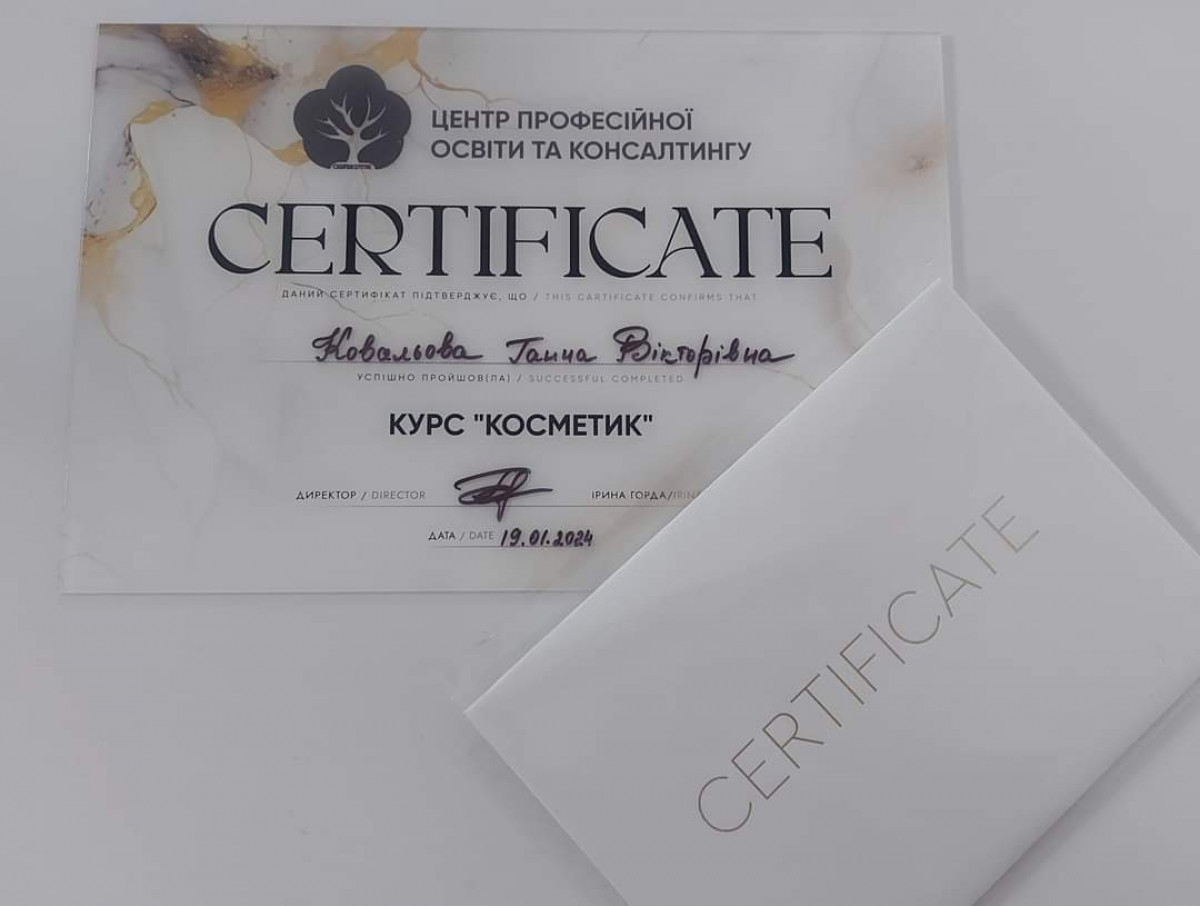 ЦЕНТР ПРОФЕСІЙНОЇ
ОСВІТИ ТА КОНСАЛТИНГУ
CERTIFICATE
ДАНИЙ СЕРТИФІКАТ ПІДТВЕРДЖУЄ, ЩО / THIS CARTIFICATE CONFIRMS THAT
Ковальова Ганна Вікторівна
УСПІШНО ПРОЙШОВ(ЛА) / SUCCESSFUL COMPLETED
КУРС "КОСМЕТИК"
ДИРЕКТОР / DIRECTOR ІРИНА ГОРДА/
ДАТА / DATE 19.01.2024
CERTIFICATE